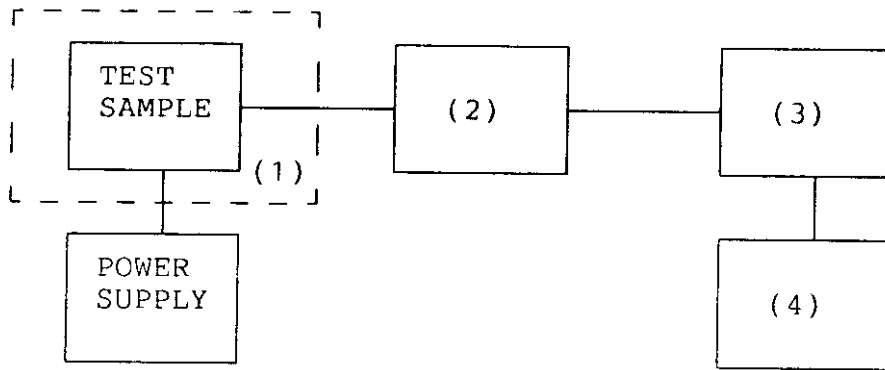 TEST
SAMPLE
(1)
(2)
(3)
POWER
SUPPLY
(4)